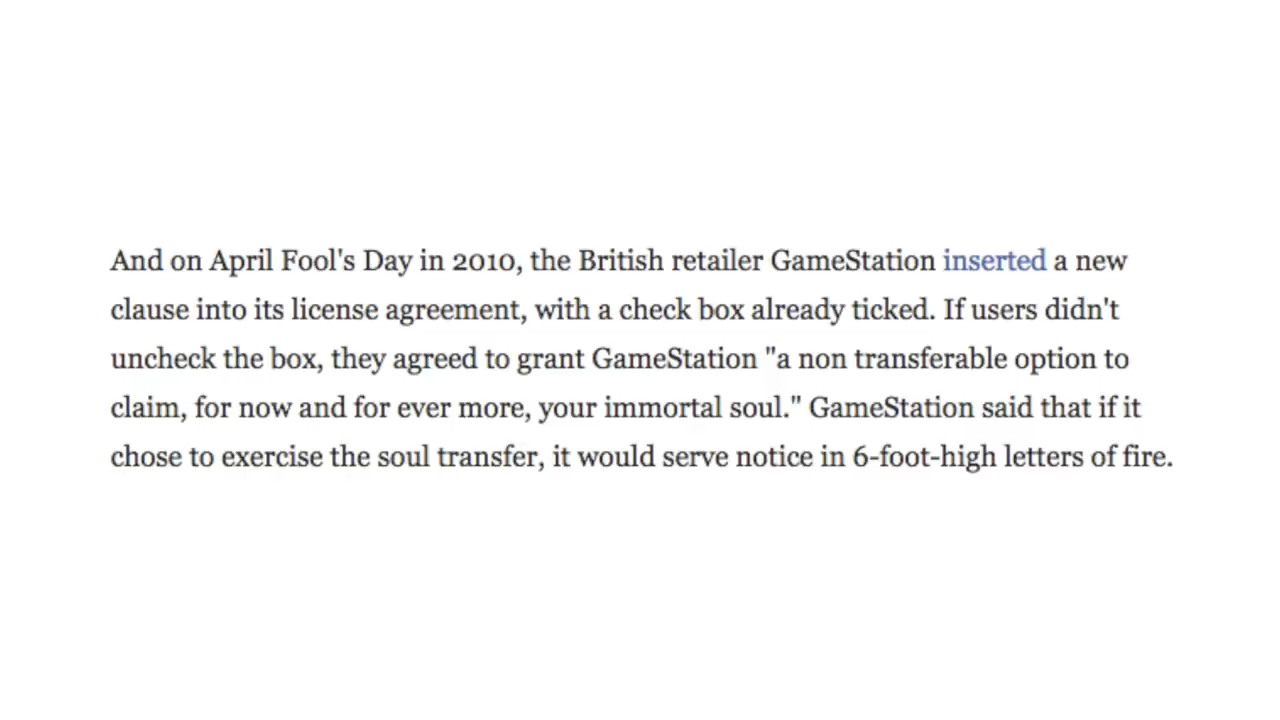 And on April Fool's Day in 2010, the British retailer GameStation inserted a new
clause into its license agreement, with a check box already ticked. If users didn't
uncheck the box, they agreed to grant GameStation "a non transferable option to
claim, for now and for ever more, your immortal soul." GameStation said that if it
chose to exercise the soul transfer, it would serve notice in 6-foot-high letters of fire.